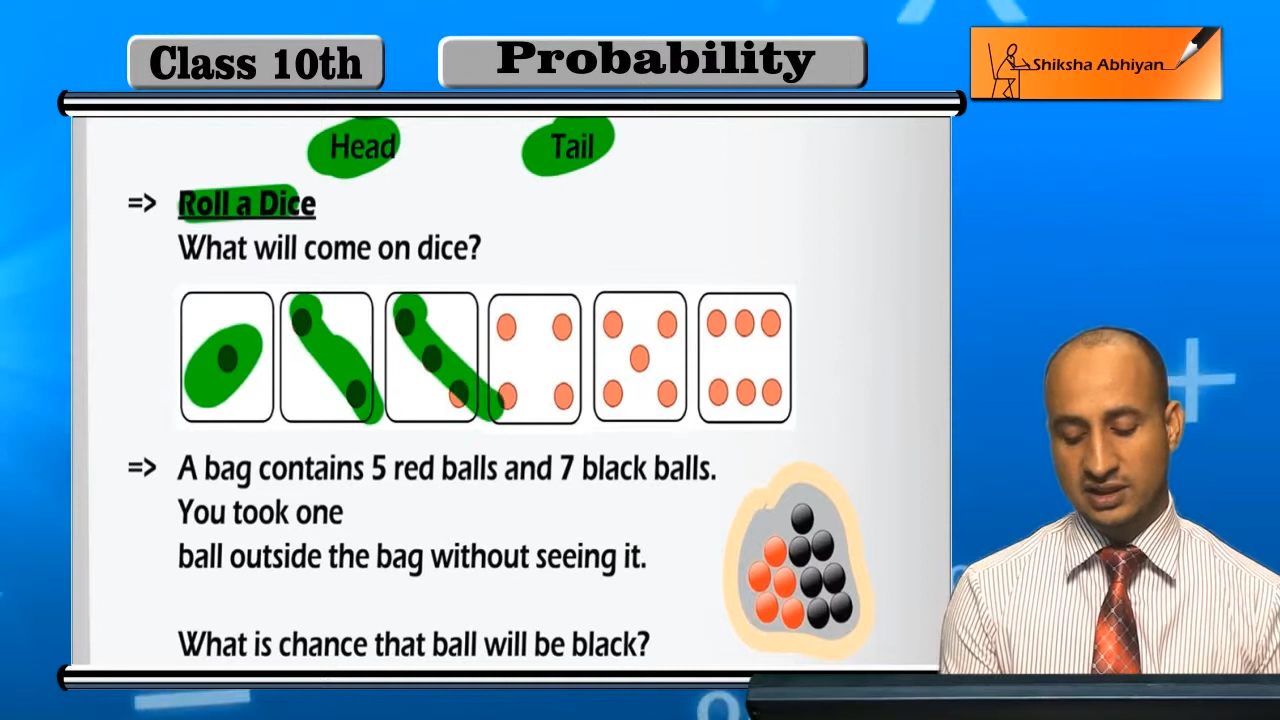 Class 10th
Probability
Shiksha Abhiyan
Head Tail
=> Roll a Dice
What will come on dice?
=> A bag contains 5 red balls and 7 black balls.
You took one
ball outside the bag without seeing it.
What is chance that ball will be black?